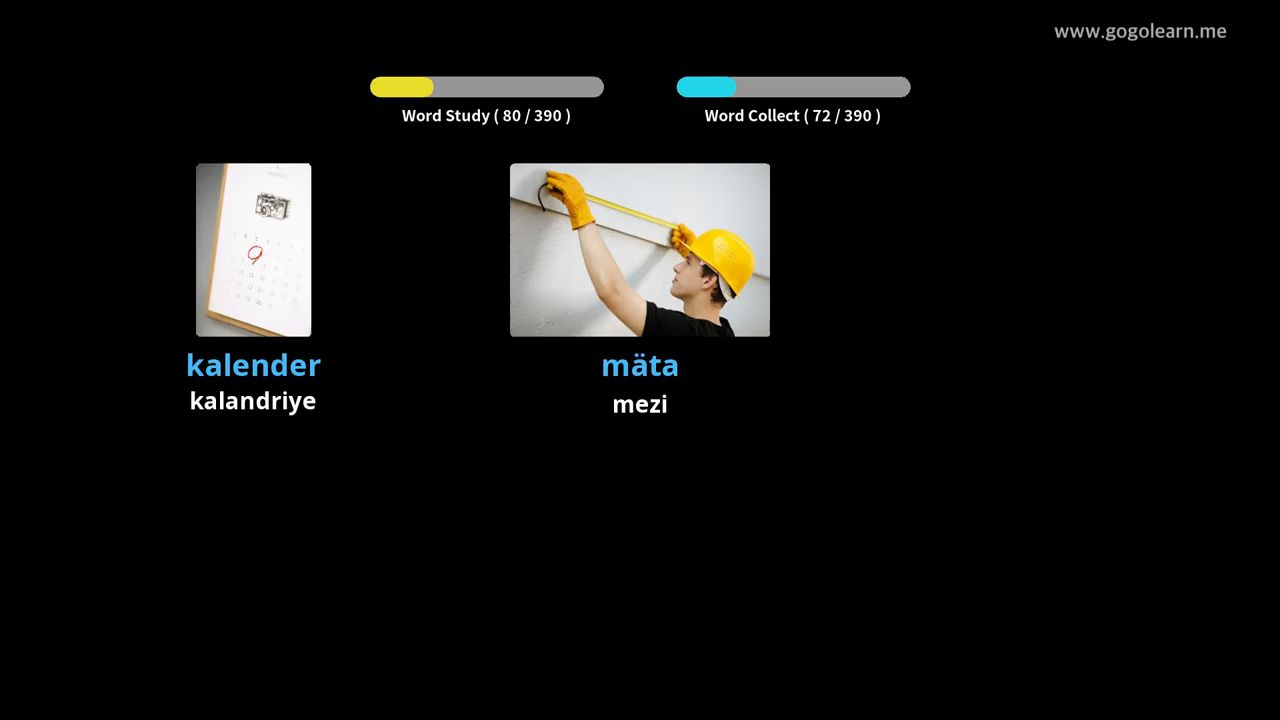 www.gogolearn.me
Word Study ( 80 / 390 )
Word Collect ( 72 / 390 )
kalender
kalandriye
mäta
mezi